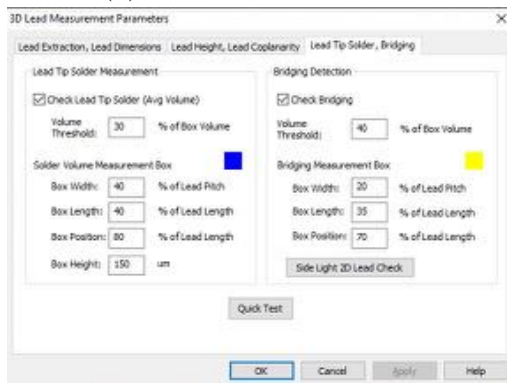 3D Lead Measurement Parameters
Lead Extraction, Lead Dimensions Lead Height, Lead Coplanarity Lead Tip Solder, Bridging
Lead Tip Solder Measurement
Check Lead Tip Solder (Avg Volume)
Volume Threshold: 30 % of Box Volume
Solder Volume Measurement Box
Box Width: 40 % of Lead Pitch
Box Length: 40 % of Lead Length
Box Position: 80 % of Lead Length
Box Height: 150 um
Bridging Detection
Check Bridging
Volume Threshold: 40 % of Box Volume
Bridging Measurement Box
Box Width: 20 % of Lead Pitch
Box Length: 35 % of Lead Length
Box Position: 70 % of Lead Length
Side Light 2D Lead Check
Quick Test
OK Cancel Apply Help